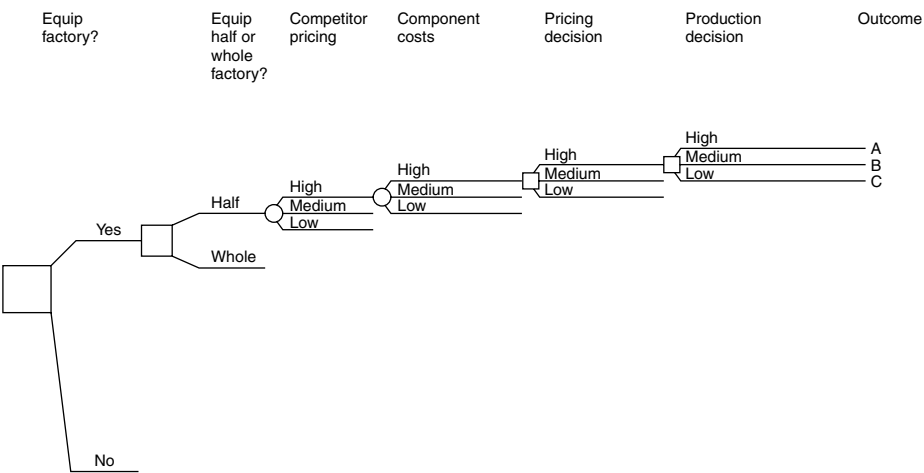 Equip
factory?
Equip
half or
whole
factory?
Competitor
pricing
Component
costs
Pricing
decision
Production
decision
Outcome
High
Medium
Low
A
B
C
High
Medium
Low
High
Medium
Low
High
Medium
Low
Half
Yes
Whole
No